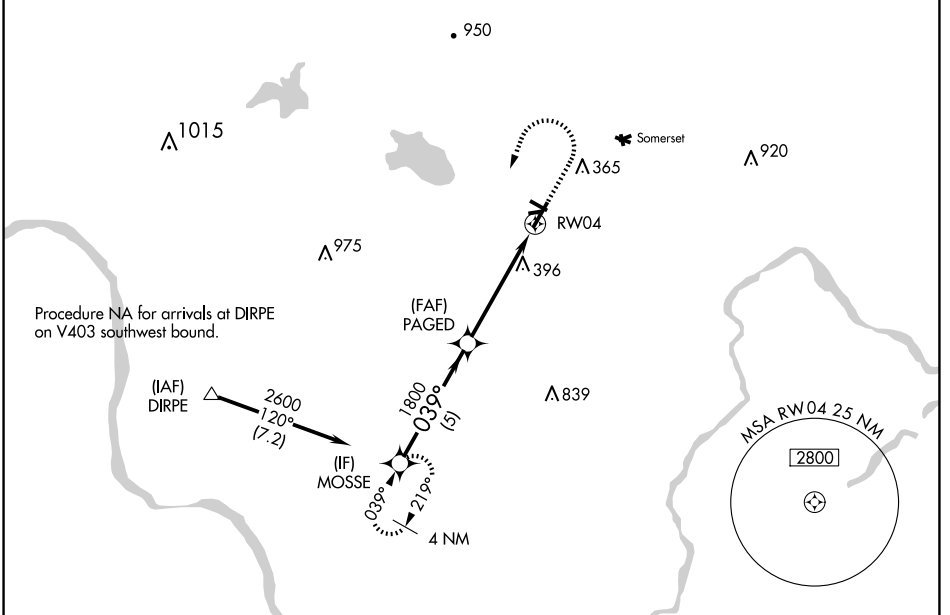 950
1015
Somerset
365
920
RW04
975
396
(FAF)
PAGED
Procedure NA for arrivals at DIRPE
on V403 southwest bound.
(IAF)
DIRPE
2600
120°
(7.2)
1800
039°
(5)
839
MSA RW04 25 NM
2800
(IF)
MOSSE
039°
219°
4 NM